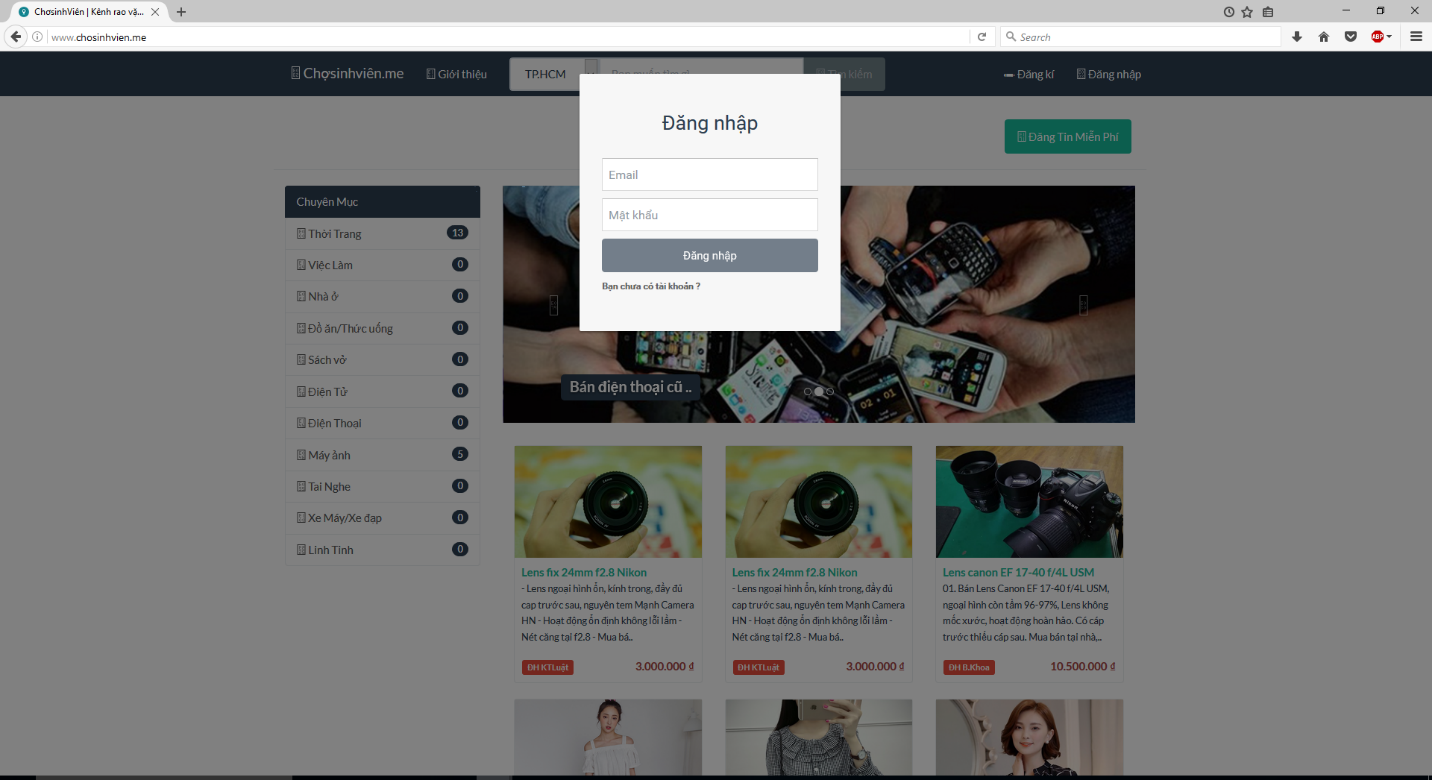 ChợsinhViên | Kênh rao vặ...
www.chosinhvien.me
Search
ABP
Chợsinhviên.me
Giới thiệu
TP.HCM
Bạn muốn tìm gì
Tìm kiếm
Đăng kí
Đăng nhập
Đăng nhập
Email
Mật khẩu
Đăng nhập
Bạn chưa có tài khoản ?
Đăng Tin Miễn Phí
Chuyên Mục
Thời Trang 13
Việc Làm 0
Nhà ở 0
Đồ ăn/Thức uống 0
Sách vở 0
Điện Tử 0
Điện Thoại 0
Máy ảnh 5
Tai Nghe 0
Xe Máy/Xe đạp 0
Linh Tinh 0
Bán điện thoại cũ ..
Lens fix 24mm f2.8 Nikon
- Lens ngoại hình ổn, kính trong, đầy đủ
cap trước sau, nguyên tem Mạnh Camera
HN - Hoạt động ổn định không lỗi lầm -
Nét căng tại f2.8 - Mua bá..
ĐH KTLuật 3.000.000 ₫
Lens fix 24mm f2.8 Nikon
- Lens ngoại hình ổn, kính trong, đầy đủ
cap trước sau, nguyên tem Mạnh Camera
HN - Hoạt động ổn định không lỗi lầm -
Nét căng tại f2.8 - Mua bá..
ĐH KTLuật 3.000.000 ₫
Lens canon EF 17-40 f/4L USM
01. Bán Lens Canon EF 17-40 f/4L USM,
ngoại hình còn tầm 96-97%, Lens không
mốc xước, hoạt động hoàn hảo. Có cáp
trước thiếu cáp sau. Mua bán tại nhà,..
ĐH B.Khoa 10.500.000 ₫